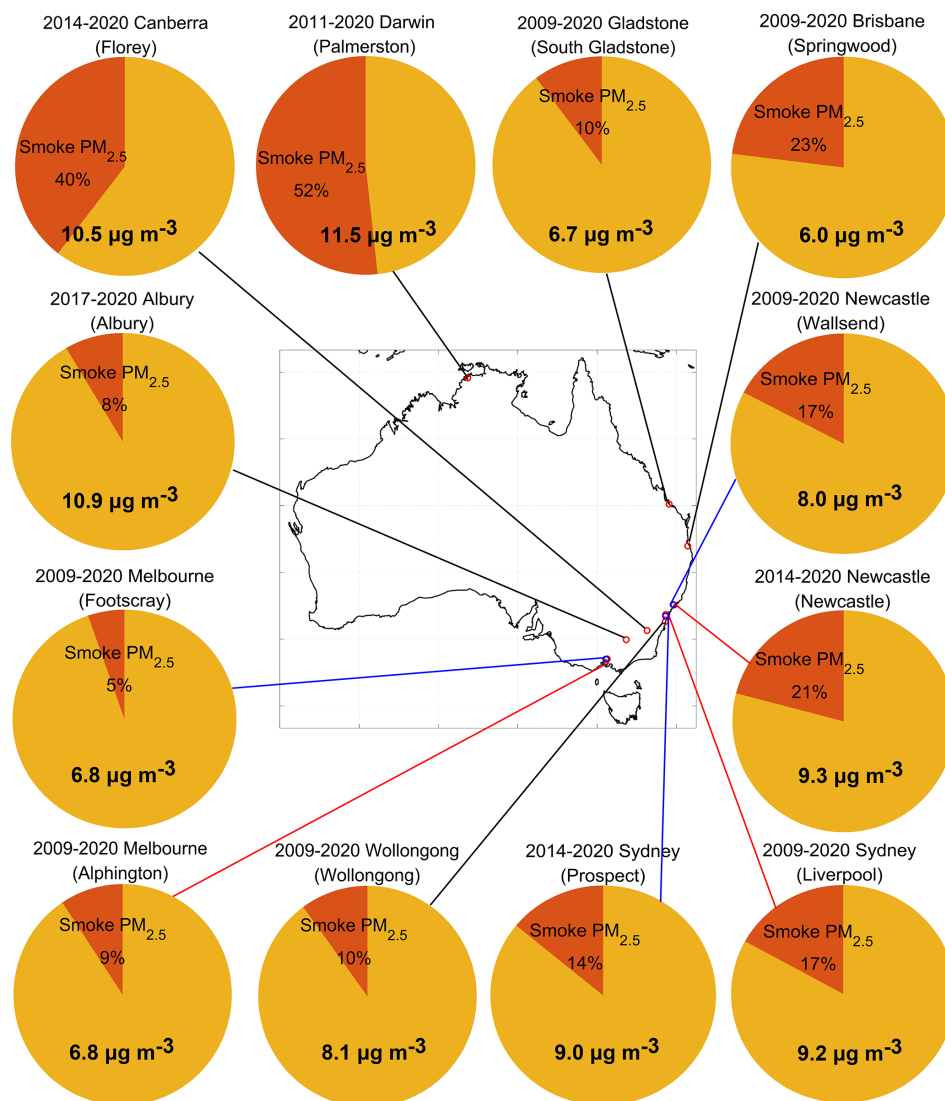 2014-2020 Canberra
(Florey)
Smoke PM2.5
40%
10.5 µg m-3
2011-2020 Darwin
(Palmerston)
Smoke PM2.5
52%
11.5 µg m-3
2009-2020 Gladstone
(South Gladstone)
Smoke PM2.5
10%
6.7 µg m-3
2009-2020 Brisbane
(Springwood)
Smoke PM2.5
23%
6.0 µg m-3
2017-2020 Albury
(Albury)
Smoke PM2.5
8%
10.9 µg m-3
2009-2020 Newcastle
(Wallsend)
Smoke PM2.5
17%
8.0 µg m-3
2009-2020 Melbourne
(Footscray)
Smoke PM2.5
5%
6.8 µg m-3
2014-2020 Newcastle
(Newcastle)
Smoke PM2.5
21%
9.3 µg m-3
2009-2020 Melbourne
(Alphington)
Smoke PM2.5
9%
6.8 µg m-3
2009-2020 Wollongong
(Wollongong)
Smoke PM2.5
10%
8.1 µg m-3
2014-2020 Sydney
(Prospect)
Smoke PM2.5
14%
9.0 µg m-3
2009-2020 Sydney
(Liverpool)
Smoke PM2.5
17%
9.2 µg m-3